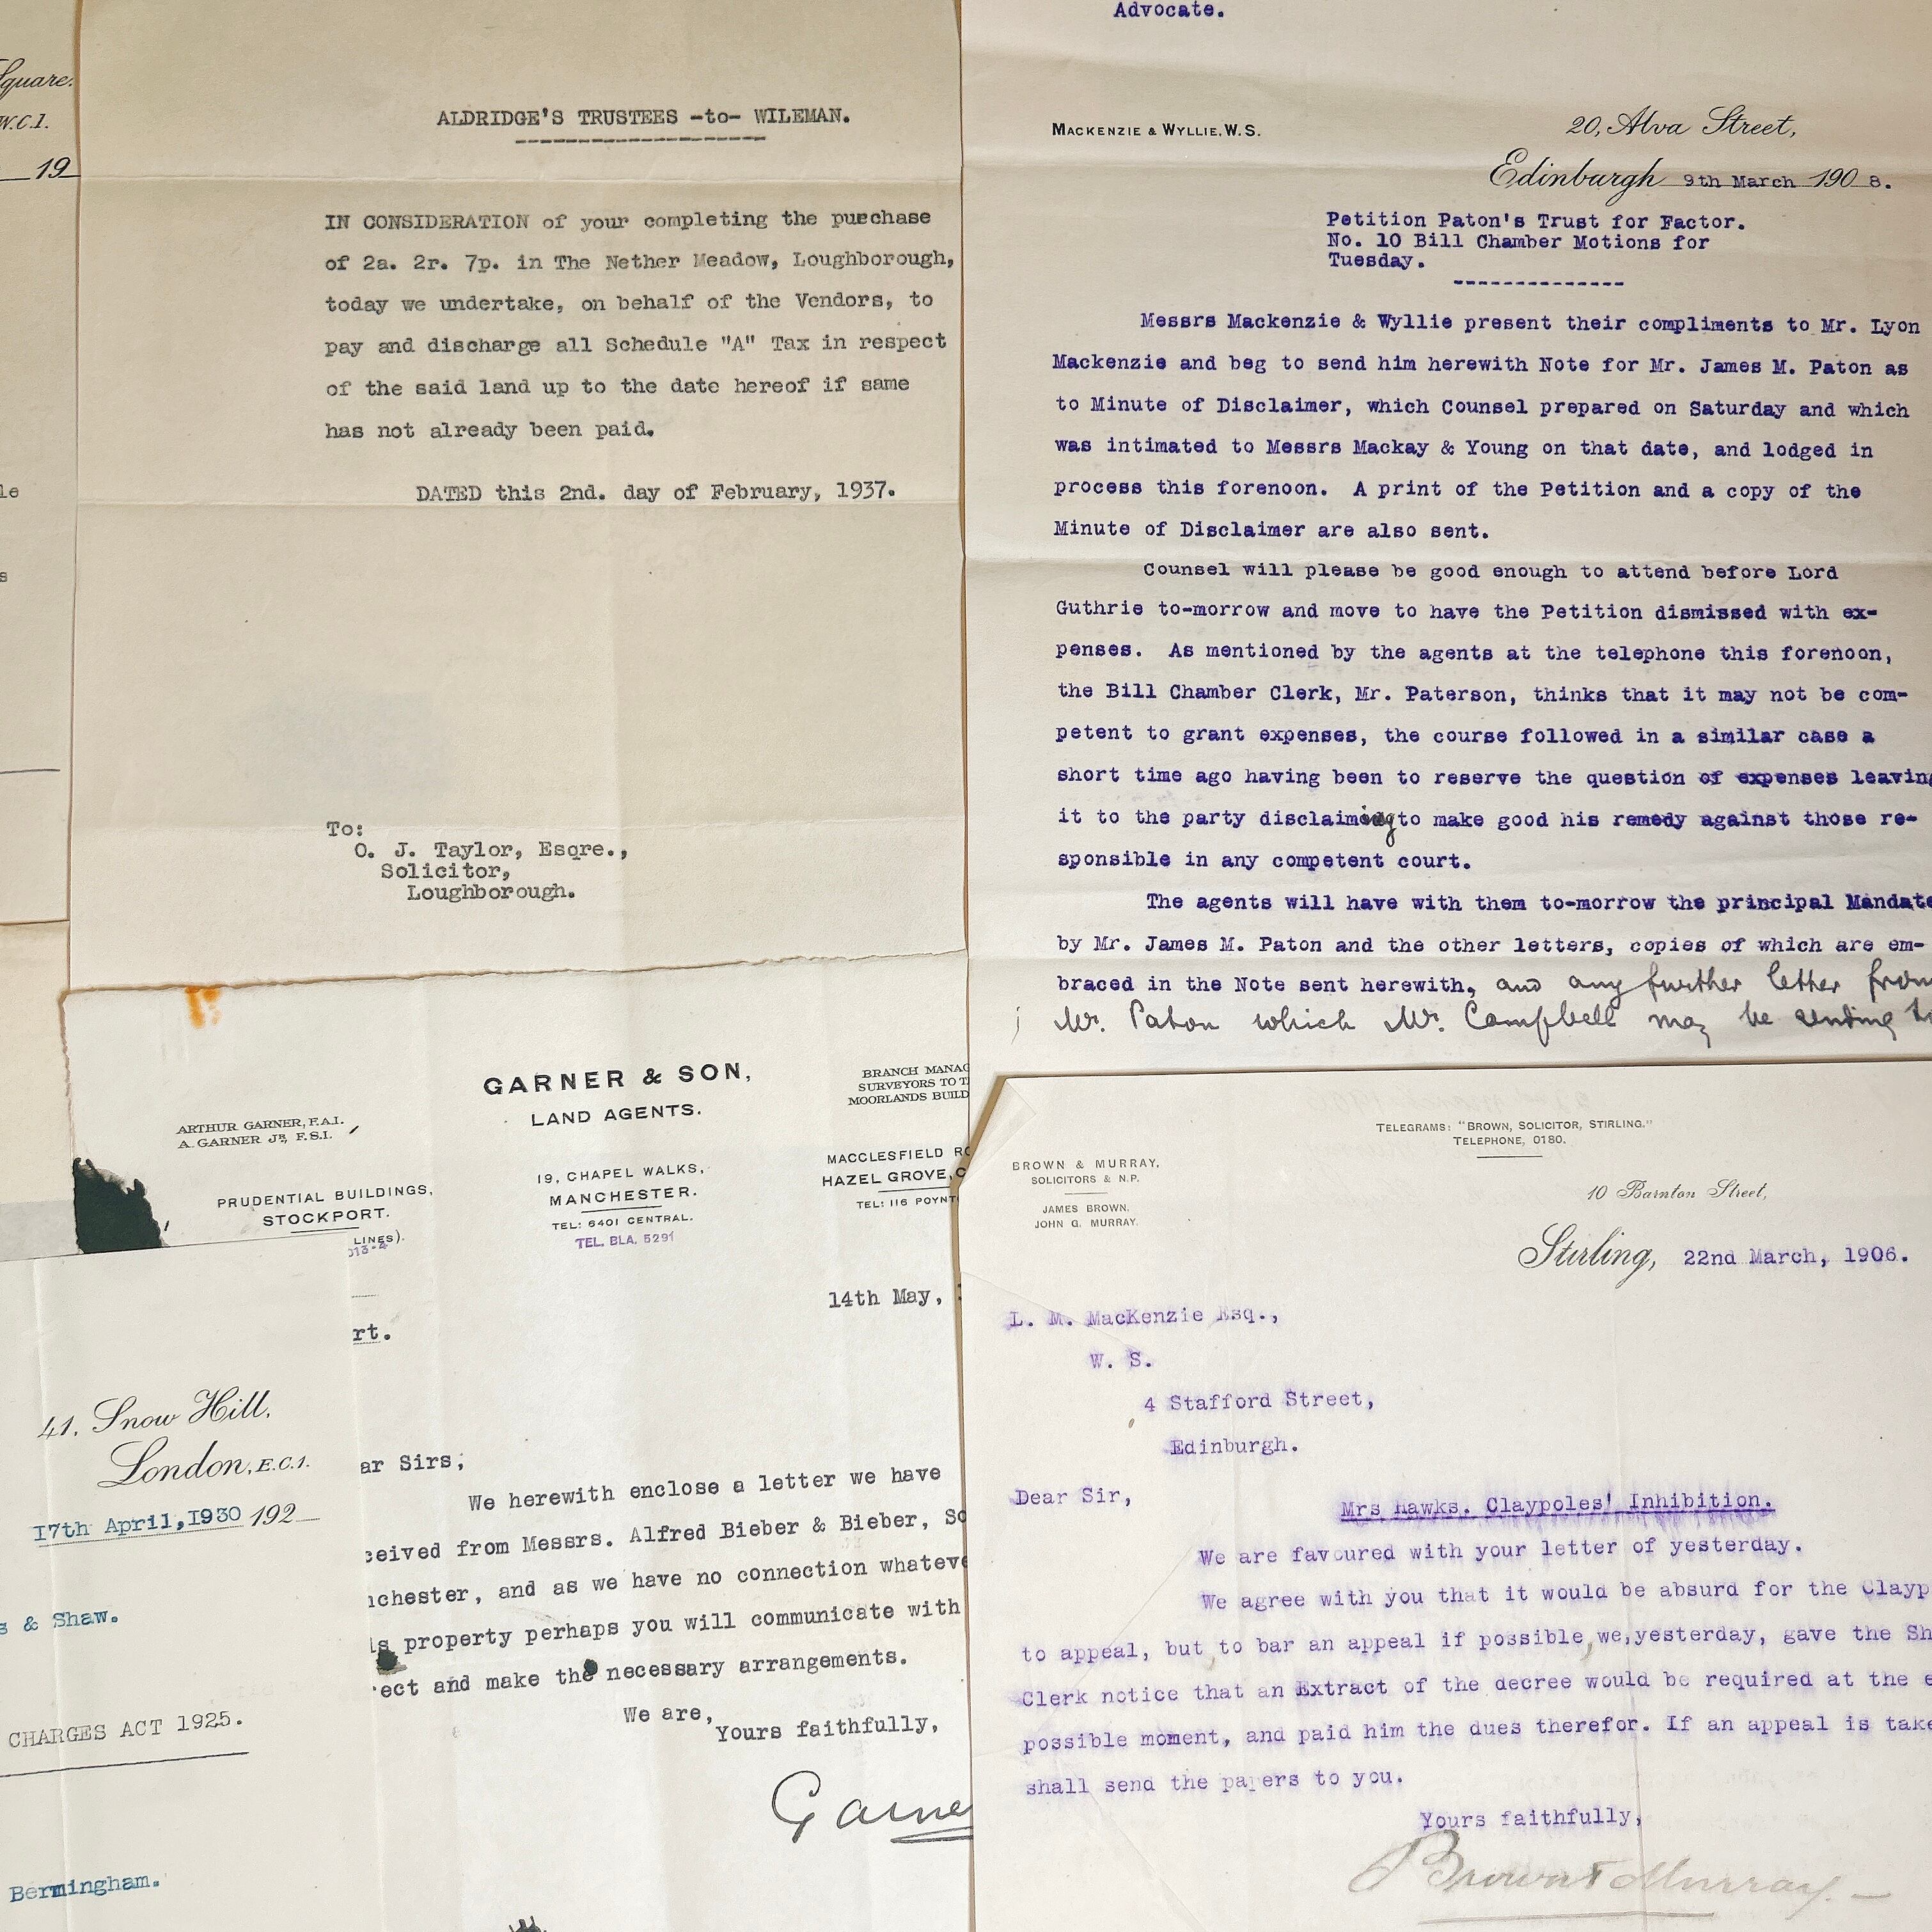 Square.
W.C.1.
19
le
s
ALDRIDGE'S TRUSTEES -to- WILEMAN.
IN CONSIDERATION of your completing the purchase
of 2a. 2r. 7p. in The Nether Meadow, Loughborough,
today we undertake, on behalf of the Vendors, to
pay and discharge all Schedule "A" Tax in respect
of the said land up to the date hereof if same
has not already been paid.
DATED this 2nd. day of February, 1937.
To:
O. J. Taylor, Esqre.,
Solicitor,
Loughborough.
Advocate.
MACKENZIE & WYLLIE, W.S.
20, Alva Street,
Edinburgh 9th March 1908.
Petition Paton's Trust for Factor.
No. 10 Bill Chamber Motions for
Tuesday.
Messrs Mackenzie & Wyllie present their compliments to Mr. Lyon
Mackenzie and beg to send him herewith Note for Mr. James M. Paton as
to Minute of Disclaimer, which Counsel prepared on Saturday and which
was intimated to Messrs Mackay & Young on that date, and lodged in
process this forenoon. A print of the Petition and a copy of the
Minute of Disclaimer are also sent.
Counsel will please be good enough to attend before Lord
Guthrie to-morrow and move to have the Petition dismissed with ex-
penses. As mentioned by the agents at the telephone this forenoon,
the Bill Chamber Clerk, Mr. Paterson, thinks that it may not be com-
petent to grant expenses, the course followed in a similar case a
short time ago having been to reserve the question of expenses leaving
it to the party disclaiming to make good his remedy against those re-
sponsible in any competent court.
The agents will have with them to-morrow the principal Mandate
by Mr. James M. Paton and the other letters, copies of which are em-
braced in the Note sent herewith, and any further letter from
Mr. Paton which Mr. Campbell may be sending to
ARTHUR GARNER, F.A.I.
A. GARNER JR, F.S.I.
GARNER & SON,
LAND AGENTS.
BRANCH MANAG
SURVEYORS TO T
MOORLANDS BUILD
PRUDENTIAL BUILDINGS,
STOCKPORT.
LINES).
013-4
19, CHAPEL WALKS,
MANCHESTER.
TEL: 6401 CENTRAL.
TEL. BLA. 5291
MACCLESFIELD RO
HAZEL GROVE, C
TEL: 116 POYNT
14th May,
rt.
ar Sirs,
We herewith enclose a letter we have
ceived from Messrs. Alfred Bieber & Bieber, So
nchester, and as we have no connection whateve
is property perhaps you will communicate with
ect and make the necessary arrangements.
We are,
Yours faithfully,
Garne
41, Snow Hill,
London, E.C.1.
17th April, 1930 192
s & Shaw.
CHARGES ACT 1925.
Bermingham.
TELEGRAMS: "BROWN, SOLICITOR, STIRLING."
TELEPHONE, 0180.
BROWN & MURRAY,
SOLICITORS & N.P.
JAMES BROWN.
JOHN G. MURRAY.
10 Barnton Street,
Stirling, 22nd March, 1906.
L. M. MacKenzie Esq.,
W. S.
4 Stafford Street,
Edinburgh.
Dear Sir,
Mrs Hawks. Claypoles' Inhibition.
We are favoured with your letter of yesterday.
We agree with you that it would be absurd for the Clayp
to appeal, but to bar an appeal if possible, we, yesterday, gave the Sh
Clerk notice that an Extract of the decree would be required at the e
possible moment, and paid him the dues therefor. If an appeal is take
shall send the papers to you.
Yours faithfully,
Brown & Murray.